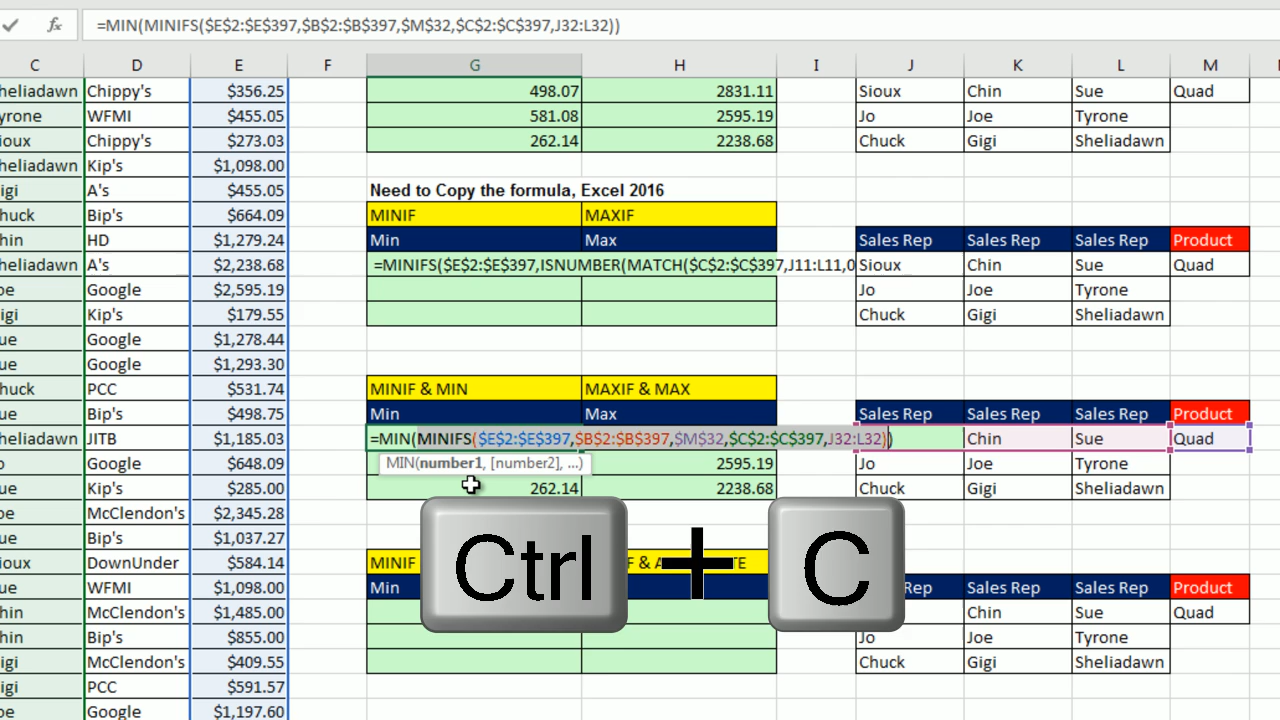 fx =MIN(MINIFS($E$2:$E$397,$B$2:$B$397,$M$32,$C$2:$C$397,J32:L32))
C D E F G H I J K L M
heliadawn Chippy's $356.25 498.07 2831.11 Sioux Chin Sue Quad
yrone WFMI $455.05 581.08 2595.19 Jo Joe Tyrone
ioux Chippy's $273.03 262.14 2238.68 Chuck Gigi Sheliadawn
heliadawn Kip's $1,098.00
igi A's $455.05 Need to Copy the formula, Excel 2016
huck Bip's $664.09 MINIF MAXIF
hin HD $1,279.24 Min Max Sales Rep Sales Rep Sales Rep Product
heliadawn A's $2,238.68 =MINIFS($E$2:$E$397,ISNUMBER(MATCH($C$2:$C$397,J11:L11,0 Sioux Chin Sue Quad
oe Google $2,595.19 Jo Joe Tyrone
igi Kip's $179.55 Chuck Gigi Sheliadawn
ue Google $1,278.44
ue Google $1,293.30
huck PCC $531.74 MINIF & MIN MAXIF & MAX
ue Bip's $498.75 Min Max Sales Rep Sales Rep Sales Rep Product
heliadawn JITB $1,185.03 =MIN(MINIFS($E$2:$E$397,$B$2:$B$397,$M$32,$C$2:$C$397,J32:L32)) Chin Sue Quad
o Google $648.09 MIN(number1, [number2], ...) 2595.19 Jo Joe Tyrone
ue Kip's $285.00 262.14 2238.68 Chuck Gigi Sheliadawn
oe McClendon's $2,345.28
ue Bip's $1,037.27
ioux DownUnder $584.14 MINIF F & A TE
ue WFMI $1,098.00 Min Rep Sales Rep Sales Rep Product
hin McClendon's $1,485.00 Chin Sue Quad
hin Bip's $855.00 Jo Joe Tyrone
igi McClendon's $409.55 Chuck Gigi Sheliadawn
igi PCC $591.57
oe Google $1,197.60
Ctrl + C